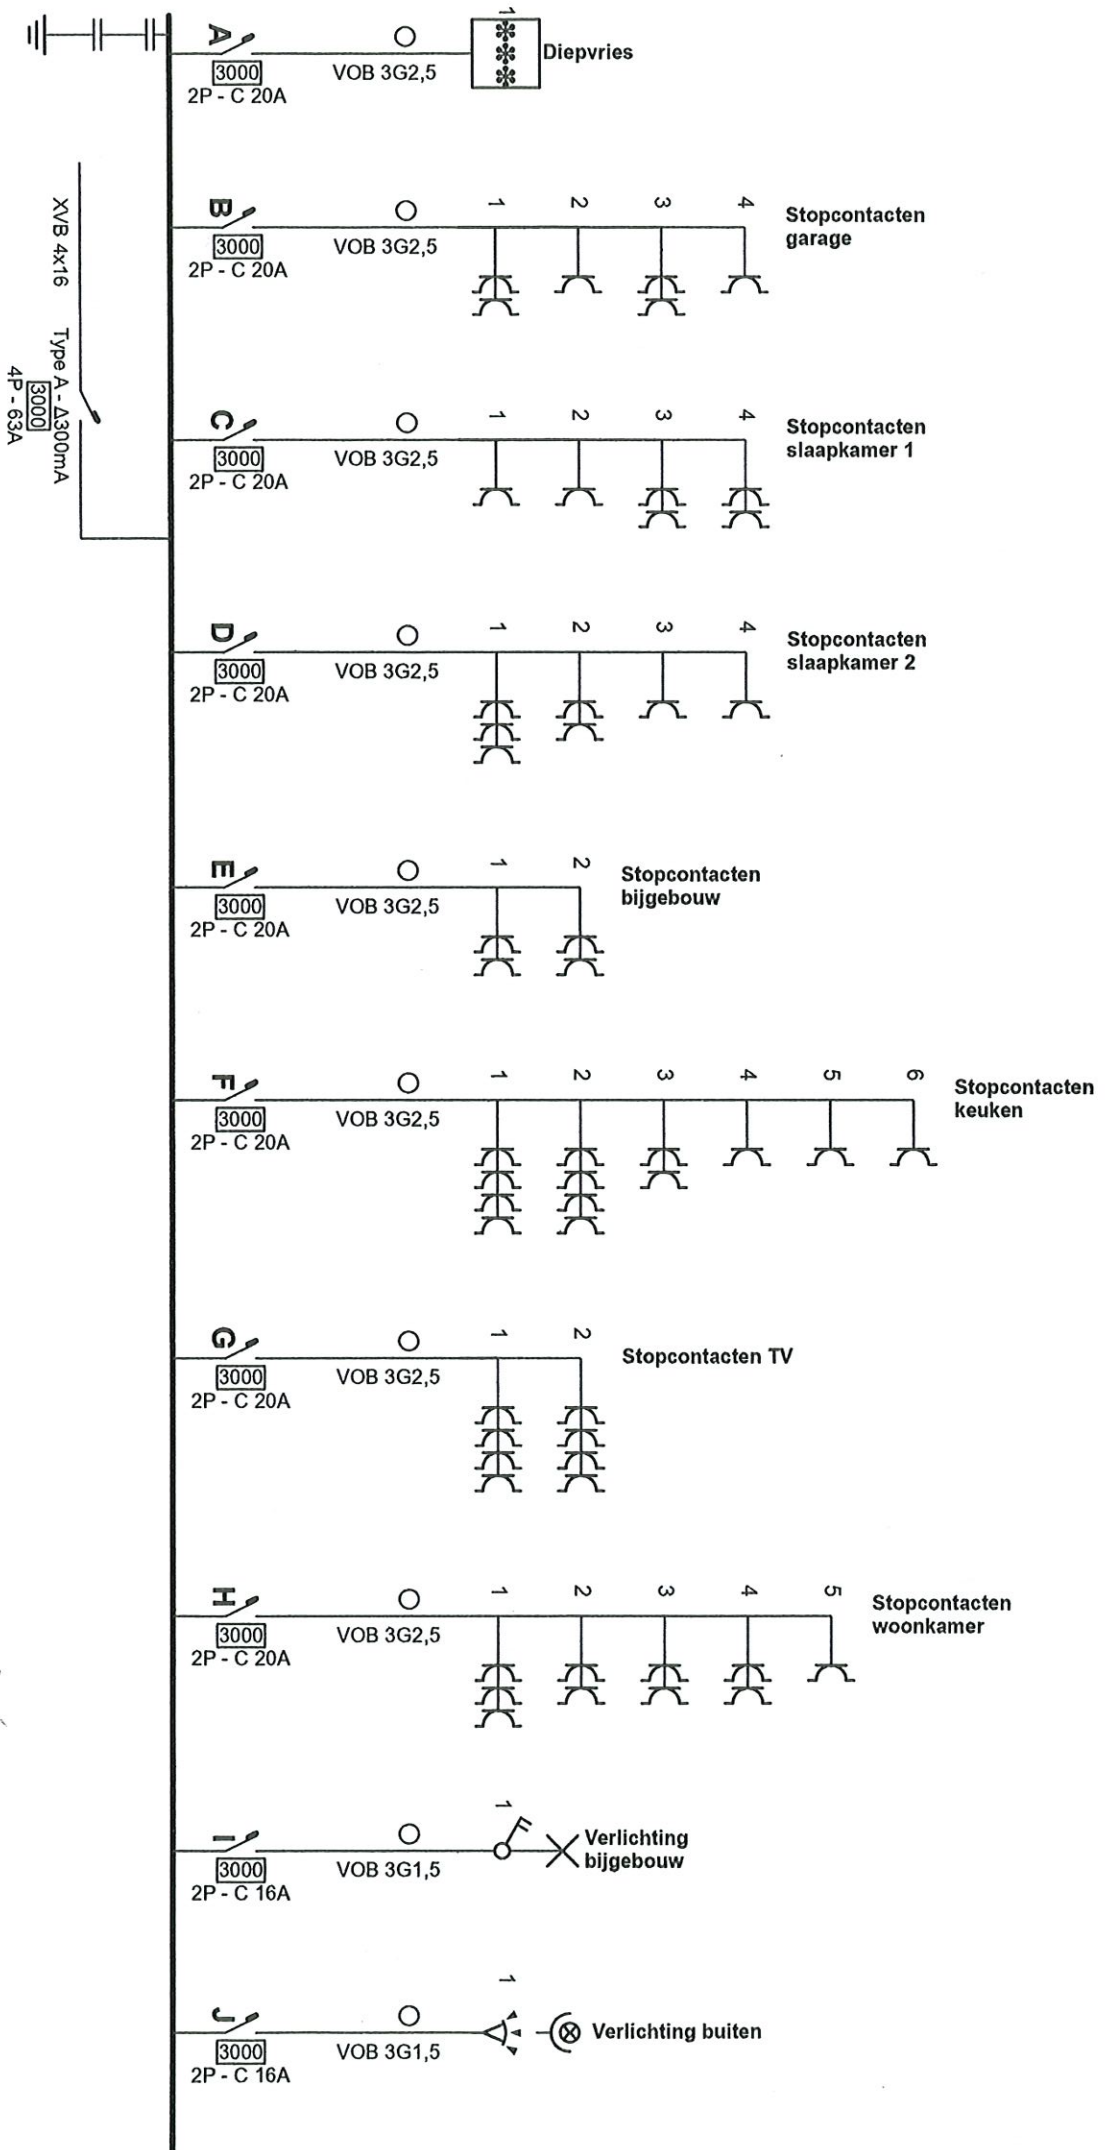 1
A
3000
2P - C 20A
VOB 3G2,5
Diepvries
B
3000
2P - C 20A
VOB 3G2,5
1 2 3 4
Stopcontacten
garage
XVB 4x16
Type A - Δ300mA
3000
4P - 63A
C
3000
2P - C 20A
VOB 3G2,5
1 2 3 4
Stopcontacten
slaapkamer 1
D
3000
2P - C 20A
VOB 3G2,5
1 2 3 4
Stopcontacten
slaapkamer 2
E
3000
2P - C 20A
VOB 3G2,5
1 2
Stopcontacten
bijgebouw
F
3000
2P - C 20A
VOB 3G2,5
1 2 3 4 5 6
Stopcontacten
keuken
G
3000
2P - C 20A
VOB 3G2,5
1 2
Stopcontacten TV
H
3000
2P - C 20A
VOB 3G2,5
1 2 3 4 5
Stopcontacten
woonkamer
I
3000
2P - C 16A
VOB 3G1,5
1
Verlichting
bijgebouw
J
3000
2P - C 16A
VOB 3G1,5
1
Verlichting buiten